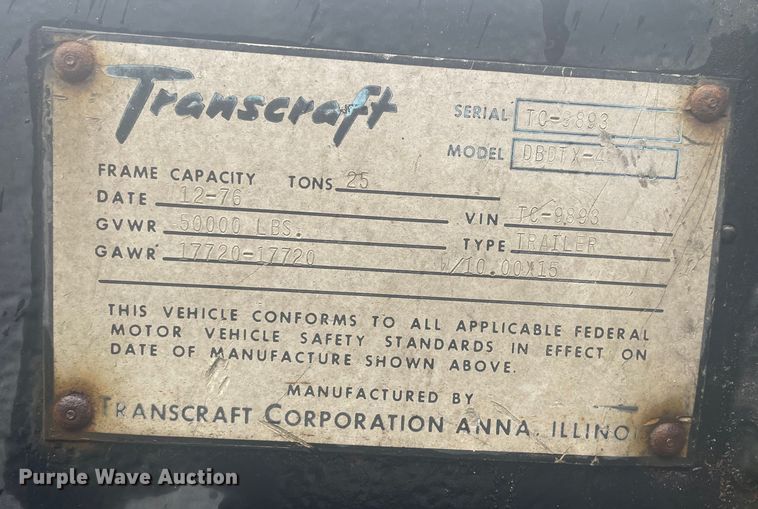 Transcraft
SERIAL TC-9893
MODEL DBDTX-4
FRAME CAPACITY TONS 25
DATE 12-76 VIN TC-9893
GVWR 50000 LBS. TYPE TRAILER
GAWR 17720-17720 W/10.00X15
THIS VEHICLE CONFORMS TO ALL APPLICABLE FEDERAL
MOTOR VEHICLE SAFETY STANDARDS IN EFFECT ON
DATE OF MANUFACTURE SHOWN ABOVE.
MANUFACTURED BY
TRANSCRAFT CORPORATION ANNA, ILLINOI
Purple Wave Auction